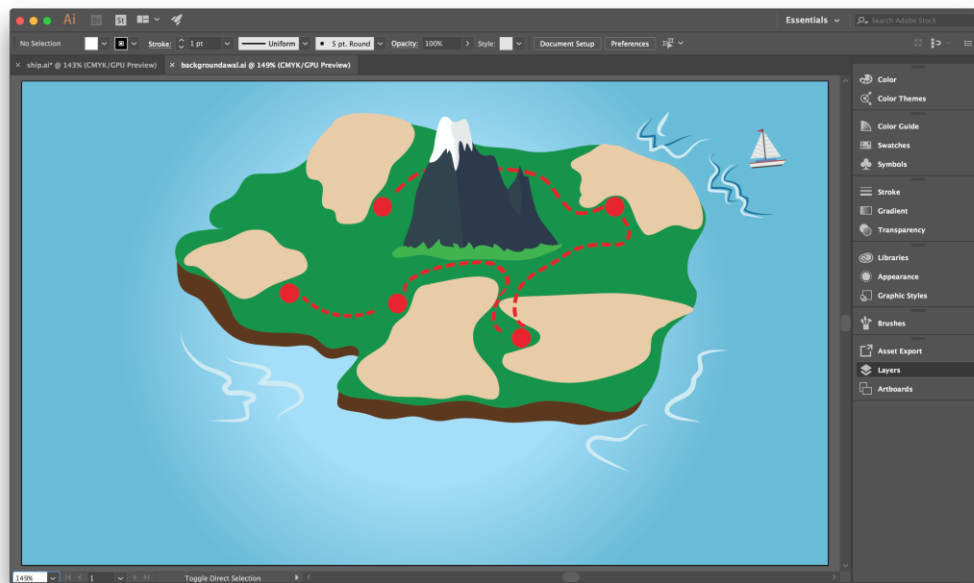 Ai Br St Essentials Search Adobe Stock
No Selection Stroke: 1 pt Uniform 5 pt. Round Opacity: 100% Style: Document Setup Preferences
× ship.ai* @ 143% (CMYK/GPU Preview) × backgroundawal.ai @ 149% (CMYK/GPU Preview)
Color
Color Themes
Color Guide
Swatches
Symbols
Stroke
Gradient
Transparency
Libraries
Appearance
Graphic Styles
Brushes
Asset Export
Layers
Artboards
149% 1 Toggle Direct Selection